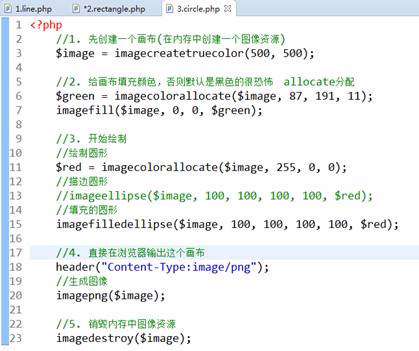 1.line.php *2.rectangle.php 3.circle.php
1 <?php
2 //1. 先创建一个画布(在内存中创建一个图像资源)
3 $image = imagecreatetruecolor(500, 500);
4
5 //2. 给画布填充颜色，否则默认是黑色的很恐怖 allocate分配
6 $green = imagecolorallocate($image, 87, 191, 11);
7 imagefill($image, 0, 0, $green);
8
9 //3. 开始绘制
10 //绘制圆形
11 $red = imagecolorallocate($image, 255, 0, 0);
12 //描边圆形
13 //imageellipse($image, 100, 100, 100, 100, $red);
14 //填充的圆形
15 imagefilledellipse($image, 100, 100, 100, 100, $red);
16
17 //4. 直接在浏览器输出这个画布
18 header("Content-Type:image/png");
19 //生成图像
20 imagepng($image);
21
22 //5. 销毁内存中图像资源
23 imagedestroy($image);